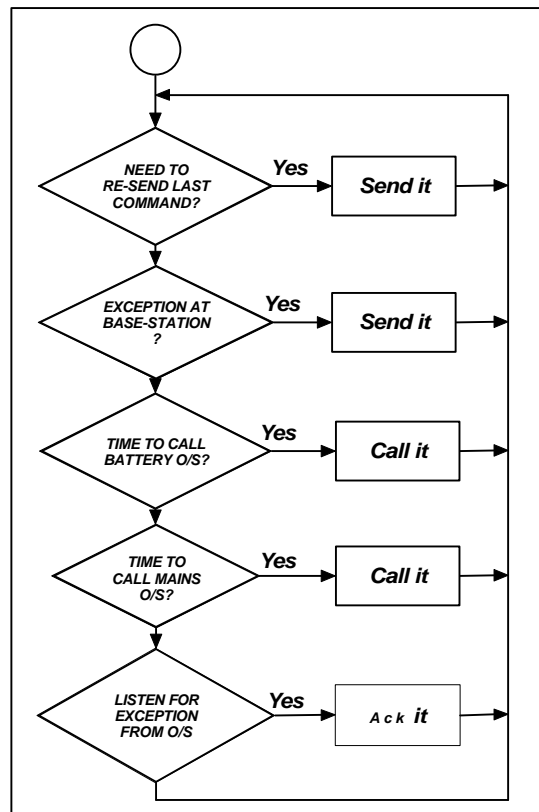 NEED TO
RE-SEND LAST
COMMAND?
Yes
Send it
EXCEPTION AT
BASE-STATION
?
Yes
Send it
TIME TO CALL
BATTERY O/S?
Yes
Call it
TIME TO
CALL MAINS
O/S?
Yes
Call it
LISTEN FOR
EXCEPTION
FROM O/S
Yes
Ack it